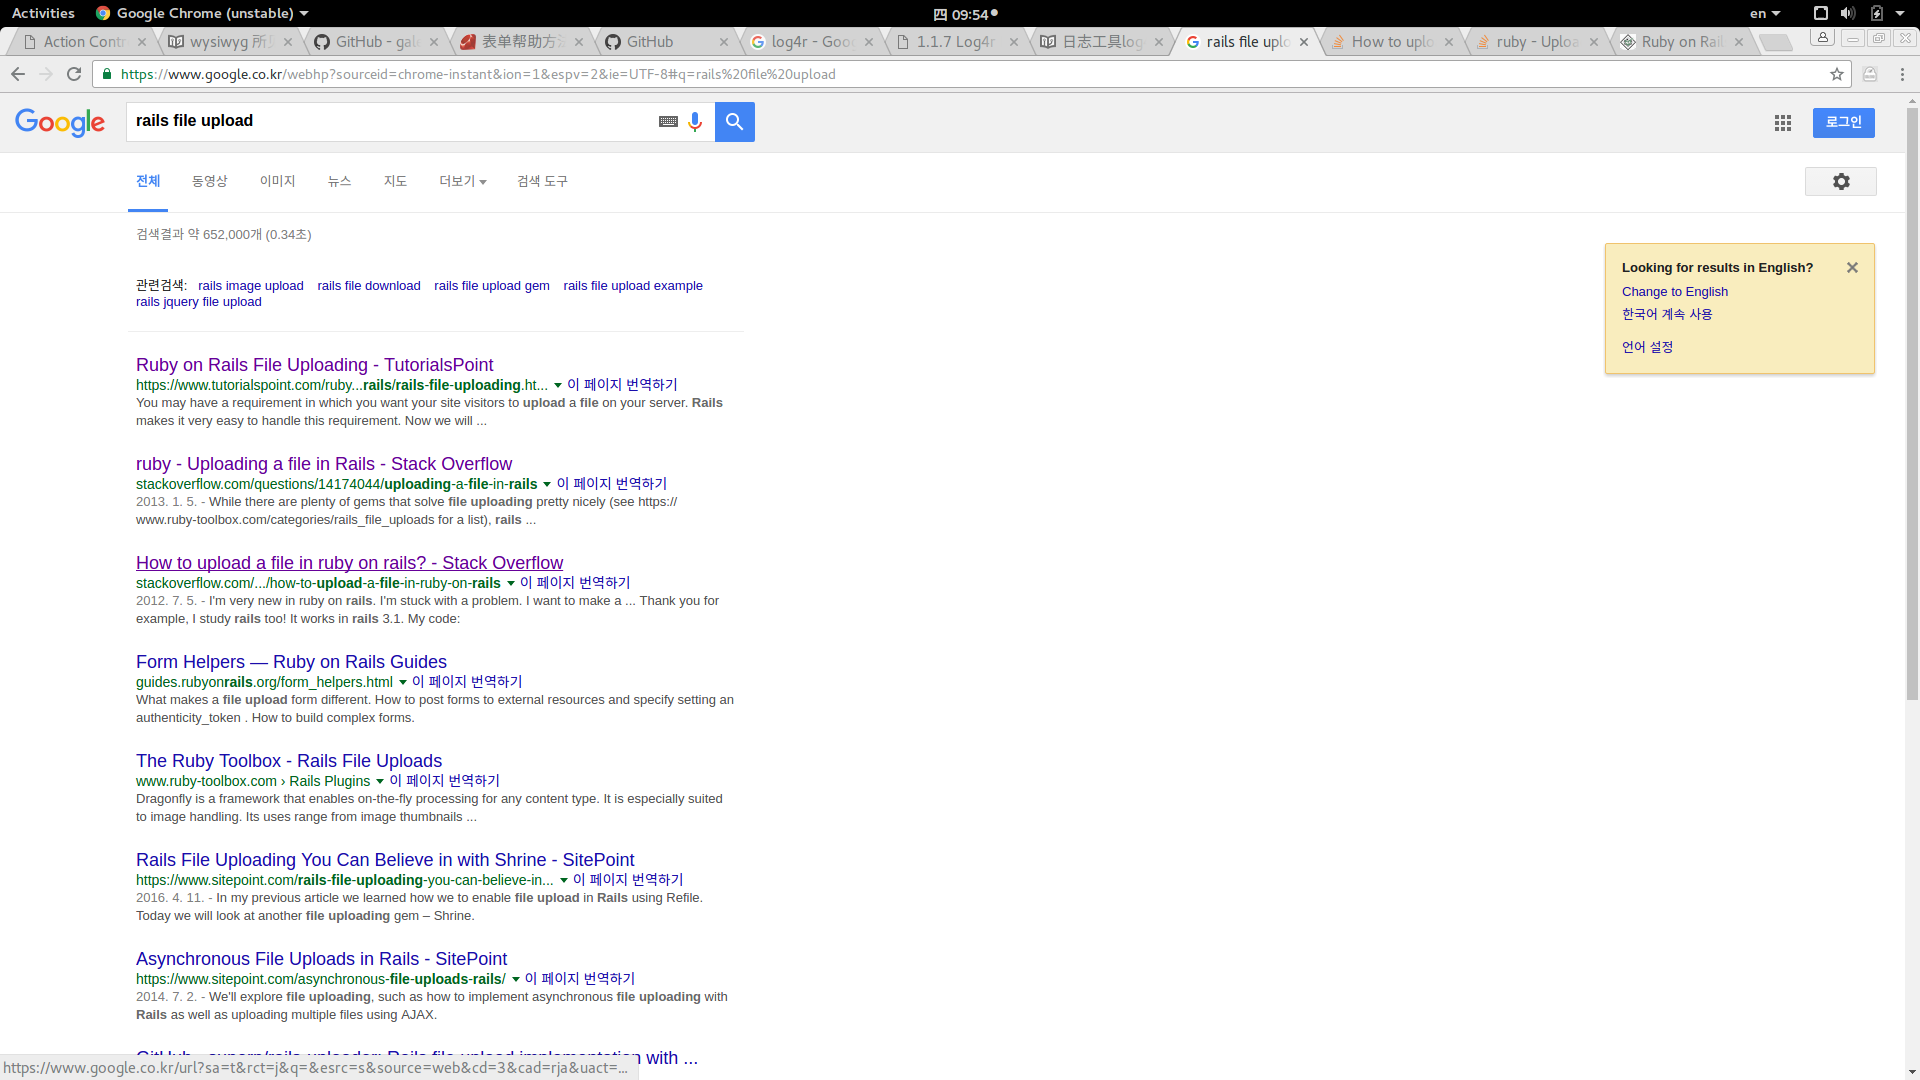 Activities Google Chrome (unstable) 四 09:54 en
Action Contr wysiwyg 所 GitHub - gale 表单帮助方 GitHub log4r - Goo 1.1.7 Log4r 日志工具log rails file uplo How to uplo ruby - Uploa Ruby on Rail
https://www.google.co.kr/webhp?sourceid=chrome-instant&ion=1&espv=2&ie=UTF-8#q=rails%20file%20upload
Google rails file upload 로그인
전체 동영상 이미지 뉴스 지도 더보기 검색 도구
검색결과 약 652,000개 (0.34초)
관련검색: rails image upload rails file download rails file upload gem rails file upload example
rails jquery file upload
Looking for results in English?
Change to English
한국어 계속 사용
언어 설정
Ruby on Rails File Uploading - TutorialsPoint
https://www.tutorialspoint.com/ruby...rails/rails-file-uploading.ht... 이 페이지 번역하기
You may have a requirement in which you want your site visitors to upload a file on your server. Rails
makes it very easy to handle this requirement. Now we will ...
ruby - Uploading a file in Rails - Stack Overflow
stackoverflow.com/questions/14174044/uploading-a-file-in-rails 이 페이지 번역하기
2013. 1. 5. - While there are plenty of gems that solve file uploading pretty nicely (see https://
www.ruby-toolbox.com/categories/rails_file_uploads for a list), rails ...
How to upload a file in ruby on rails? - Stack Overflow
stackoverflow.com/.../how-to-upload-a-file-in-ruby-on-rails 이 페이지 번역하기
2012. 7. 5. - I'm very new in ruby on rails. I'm stuck with a problem. I want to make a ... Thank you for
example, I study rails too! It works in rails 3.1. My code:
Form Helpers — Ruby on Rails Guides
guides.rubyonrails.org/form_helpers.html 이 페이지 번역하기
What makes a file upload form different. How to post forms to external resources and specify setting an
authenticity_token . How to build complex forms.
The Ruby Toolbox - Rails File Uploads
www.ruby-toolbox.com › Rails Plugins 이 페이지 번역하기
Dragonfly is a framework that enables on-the-fly processing for any content type. It is especially suited
to image handling. Its uses range from image thumbnails ...
Rails File Uploading You Can Believe in with Shrine - SitePoint
https://www.sitepoint.com/rails-file-uploading-you-can-believe-in... 이 페이지 번역하기
2016. 4. 11. - In my previous article we learned how we to enable file upload in Rails using Refile.
Today we will look at another file uploading gem – Shrine.
Asynchronous File Uploads in Rails - SitePoint
https://www.sitepoint.com/asynchronous-file-uploads-rails/ 이 페이지 번역하기
2014. 7. 2. - We'll explore file uploading, such as how to implement asynchronous file uploading with
Rails as well as uploading multiple files using AJAX.
with ...
https://www.google.co.kr/url?sa=t&rct=j&q=&esrc=s&source=web&cd=3&cad=rja&uact=...